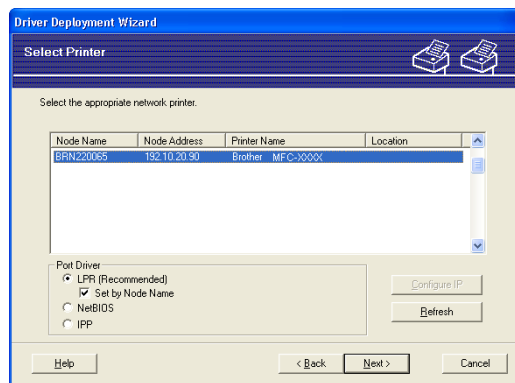 Driver Deployment Wizard
Select Printer
Select the appropriate network printer.
Node Name Node Address Printer Name Location
BRN220065 192.10.20.90 Brother MFC-XXXX
Port Driver
LPR (Recommended)
Set by Node Name
NetBIOS
IPP
Configure IP
Refresh
Help
< Back
Next >
Cancel